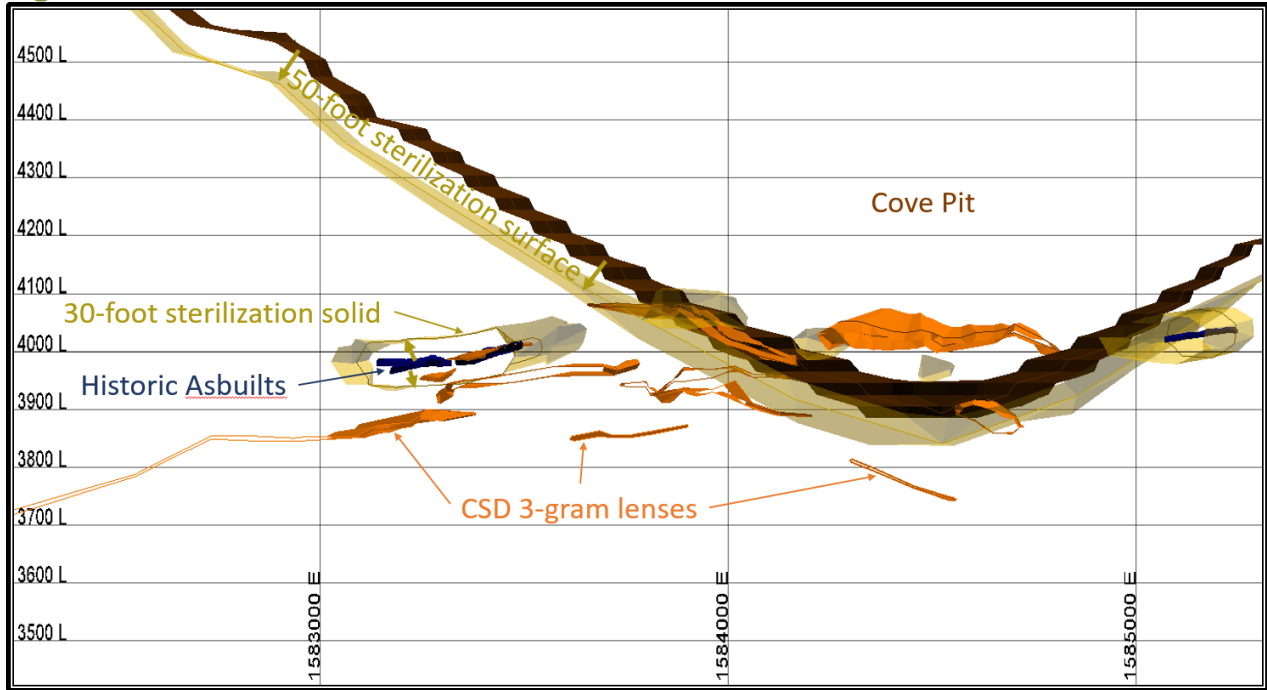 4500 L
50-foot sterilization surface
4400 L
4300 L
4200 L
Cove Pit
4100 L
30-foot sterilization solid
4000 L
Historic Asbuilts
3900 L
3800 L
CSD 3-gram lenses
3700 L
3600 L
3500 L
1583000 E
1584000 E
1585000 E